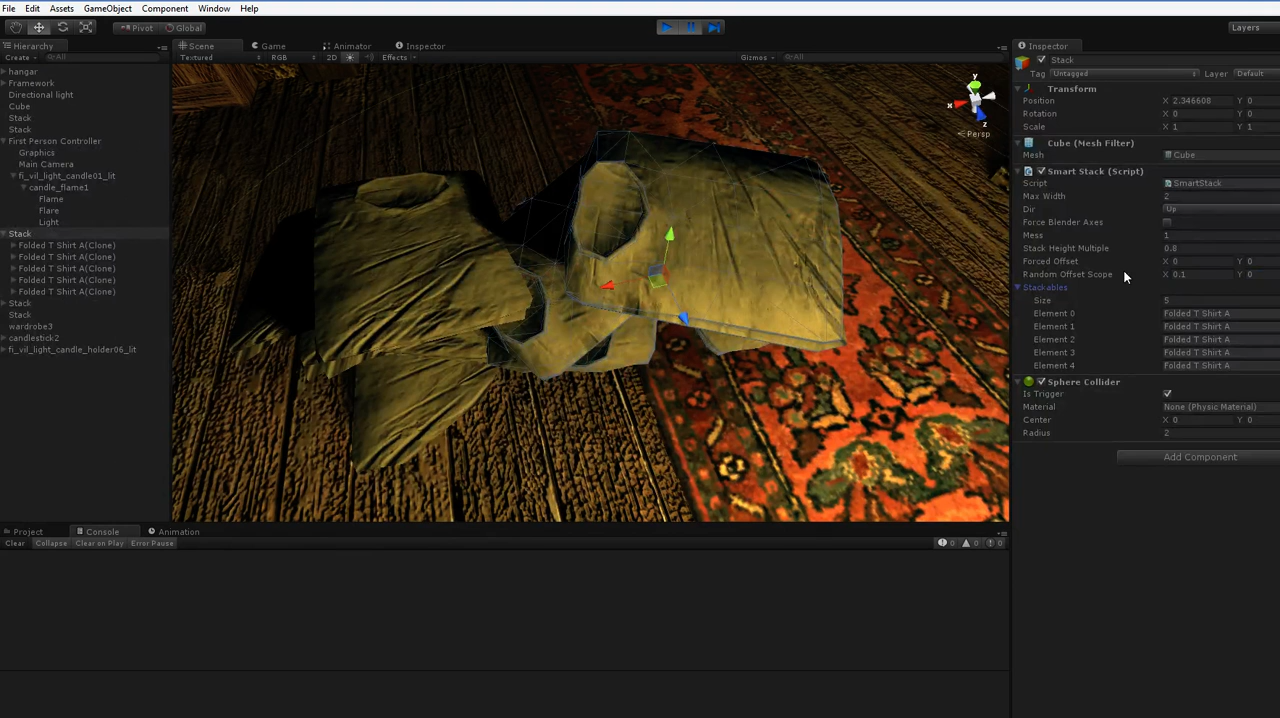 File Edit Assets GameObject Component Window Help
Pivot Global Layers
Hierarchy Scene Game Animator Inspector Inspector
Create All Textured RGB 2D Effects Gizmos All
Stack
Tag Untagged Layer Default
hangar
Framework
Directional light
Cube
Stack
Stack
First Person Controller
Graphics
Main Camera
fi_vil_light_candle01_lit
candle_flame1
Flame
Flare
Light
Stack
Folded T Shirt A(Clone)
Folded T Shirt A(Clone)
Folded T Shirt A(Clone)
Folded T Shirt A(Clone)
Folded T Shirt A(Clone)
Stack
Stack
wardrobe3
candlestick2
fi_vil_light_candle_holder06_lit
y
x
z
Persp
Transform
Position X 2.346608 Y 0
Rotation X 0 Y 0
Scale X 1 Y 1
Cube (Mesh Filter)
Mesh Cube
Smart Stack (Script)
Script SmartStack
Max Width 2
Dir Up
Force Blender Axes
Mess 1
Stack Height Multiple 0.8
Forced Offset X 0 Y 0
Random Offset Scope X 0.1 Y 0
Stackables
Size 5
Element 0 Folded T Shirt A
Element 1 Folded T Shirt A
Element 2 Folded T Shirt A
Element 3 Folded T Shirt A
Element 4 Folded T Shirt A
Sphere Collider
Is Trigger
Material None (Physic Material)
Center X 0 Y 0
Radius 2
Add Component
Project Console Animation
Clear Collapse Clear on Play Error Pause 0 0 0